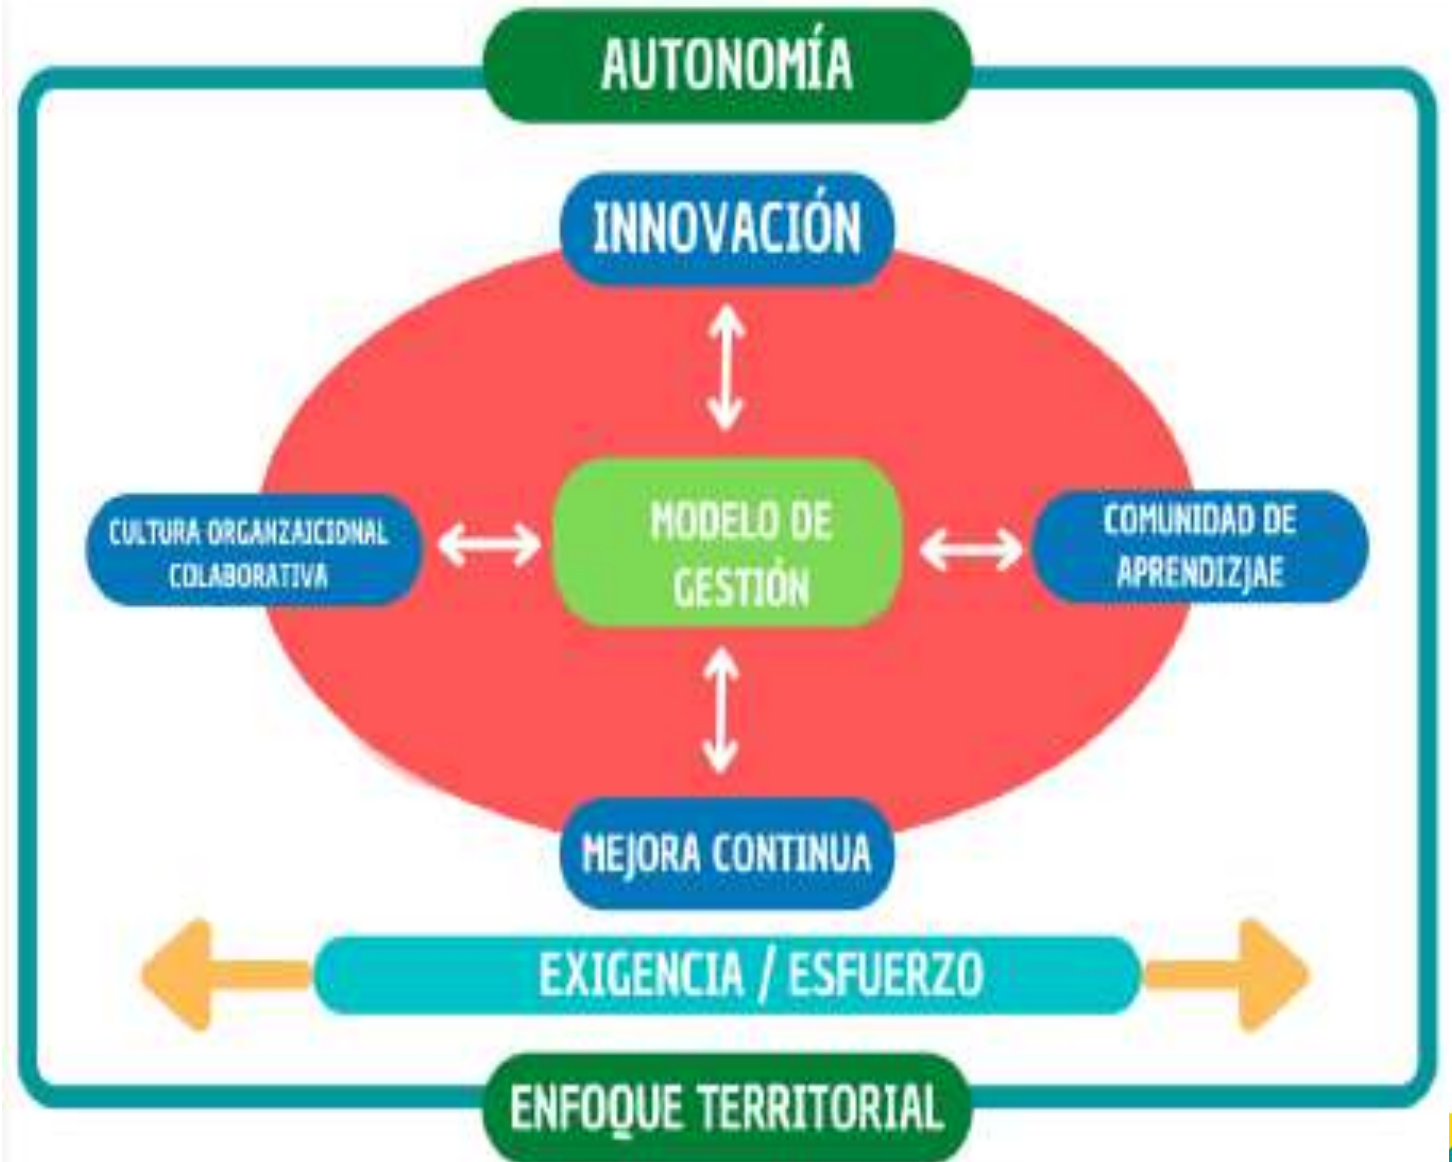 AUTONOMÍA
INNOVACIÓN
CULTURA ORGANZAICIONAL
COLABORATIVA
MODELO DE
GESTIÓN
COMUNIDAD DE
APRENDIZJAE
MEJORA CONTINUA
EXIGENCIA / ESFUERZO
ENFOQUE TERRITORIAL